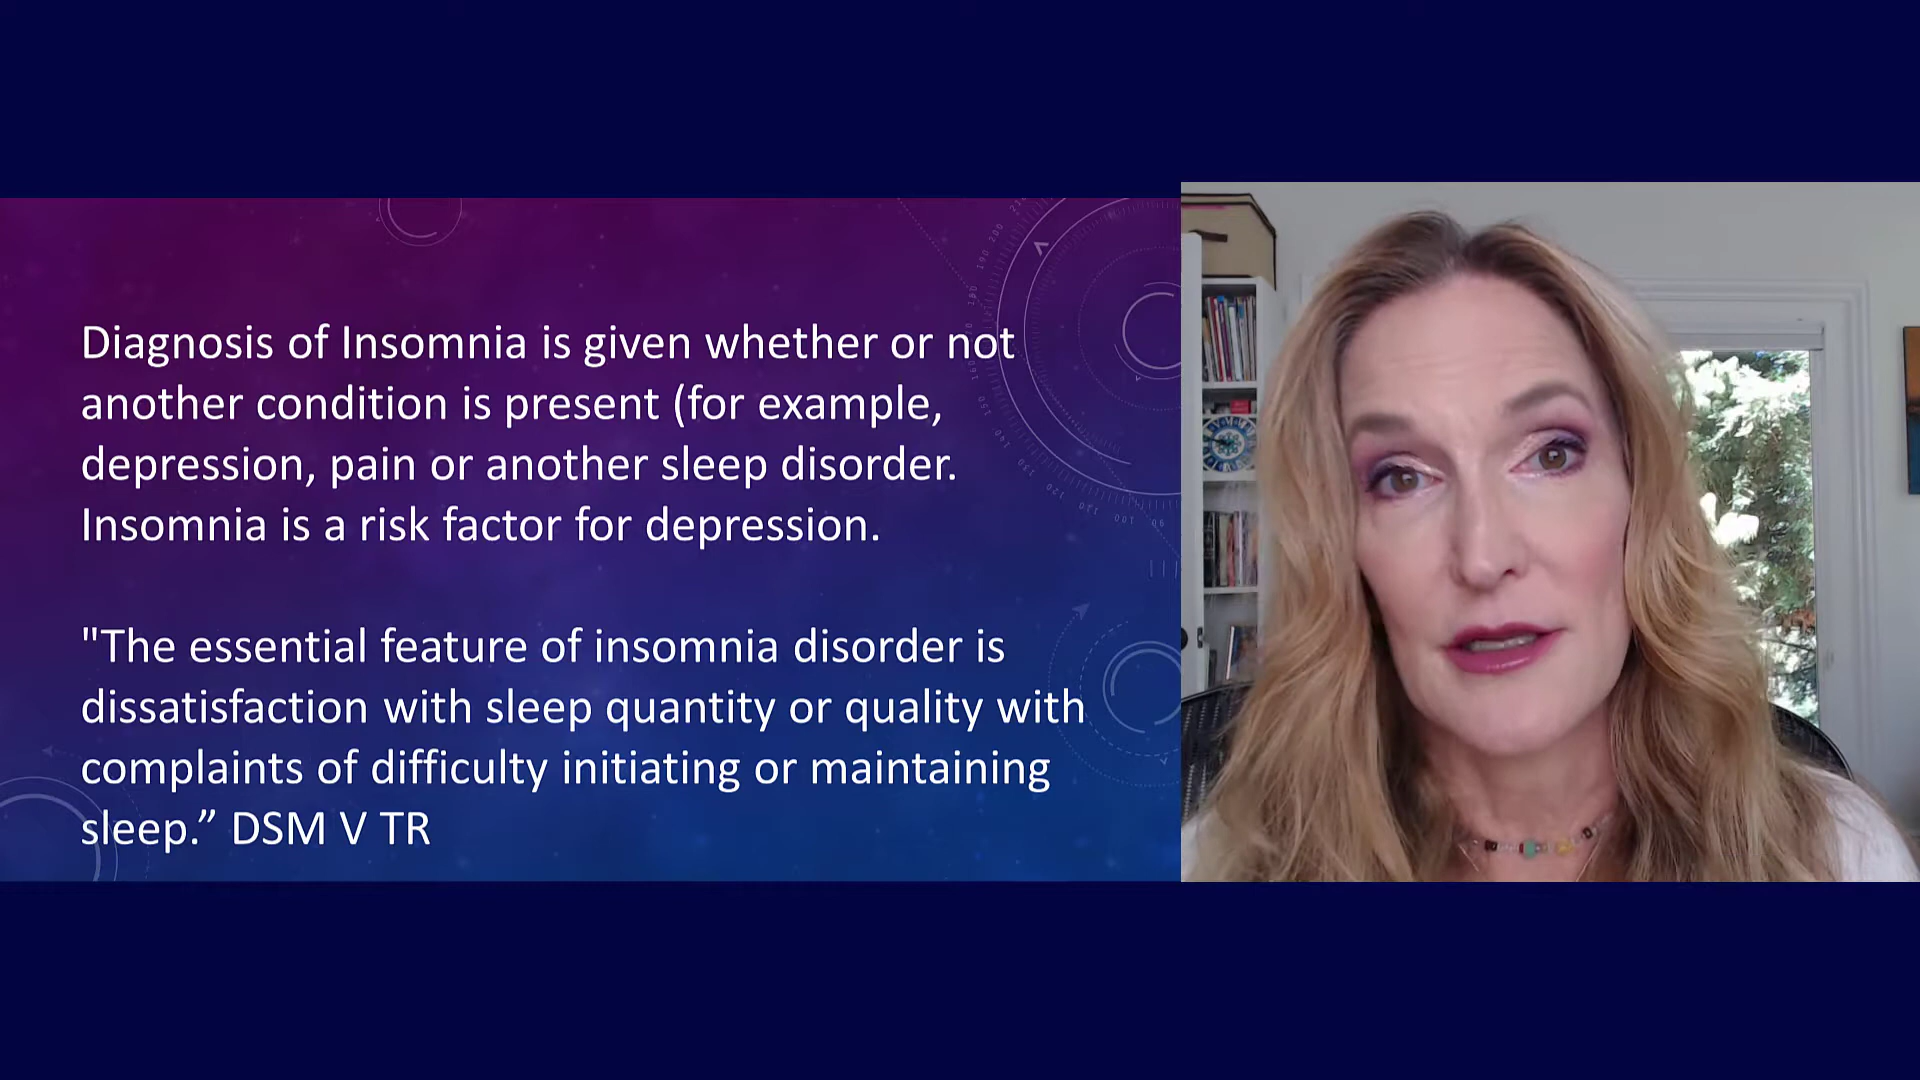 Diagnosis of Insomnia is given whether or not
another condition is present (for example,
depression, pain or another sleep disorder.
Insomnia is a risk factor for depression.
"The essential feature of insomnia disorder is
dissatisfaction with sleep quantity or quality with
complaints of difficulty initiating or maintaining
sleep.” DSM V TR